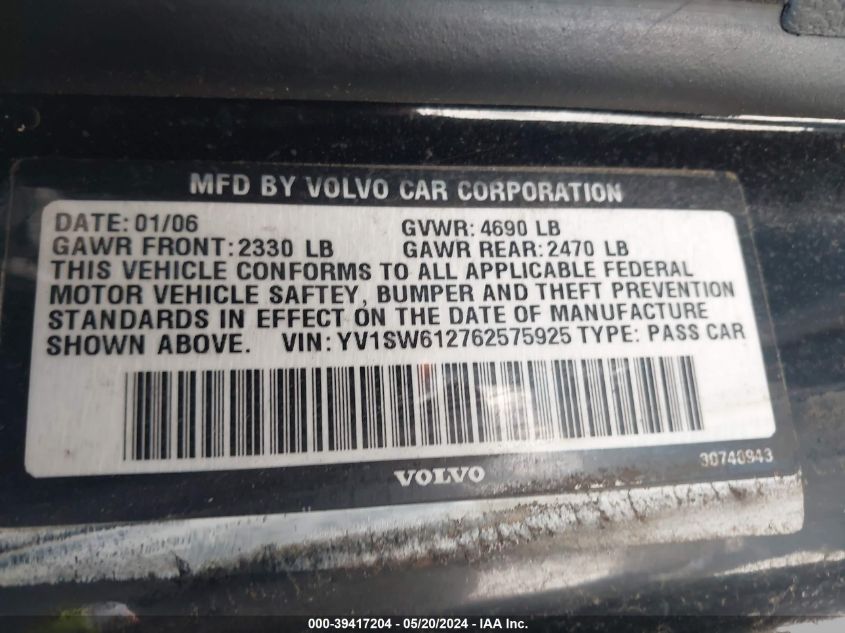 MFD BY VOLVO CAR CORPORATION
DATE: 01/06 GVWR: 4690 LB
GAWR FRONT: 2330 LB GAWR REAR: 2470 LB
THIS VEHICLE CONFORMS TO ALL APPLICABLE FEDERAL
MOTOR VEHICLE SAFTEY, BUMPER AND THEFT PREVENTION
STANDARDS IN EFFECT ON THE DATE OF MANUFACTURE
SHOWN ABOVE. VIN: YV1SW612762575925 TYPE: PASS CAR
VOLVO
30740943
000-39417204 - 05/20/2024 - IAA, Inc.